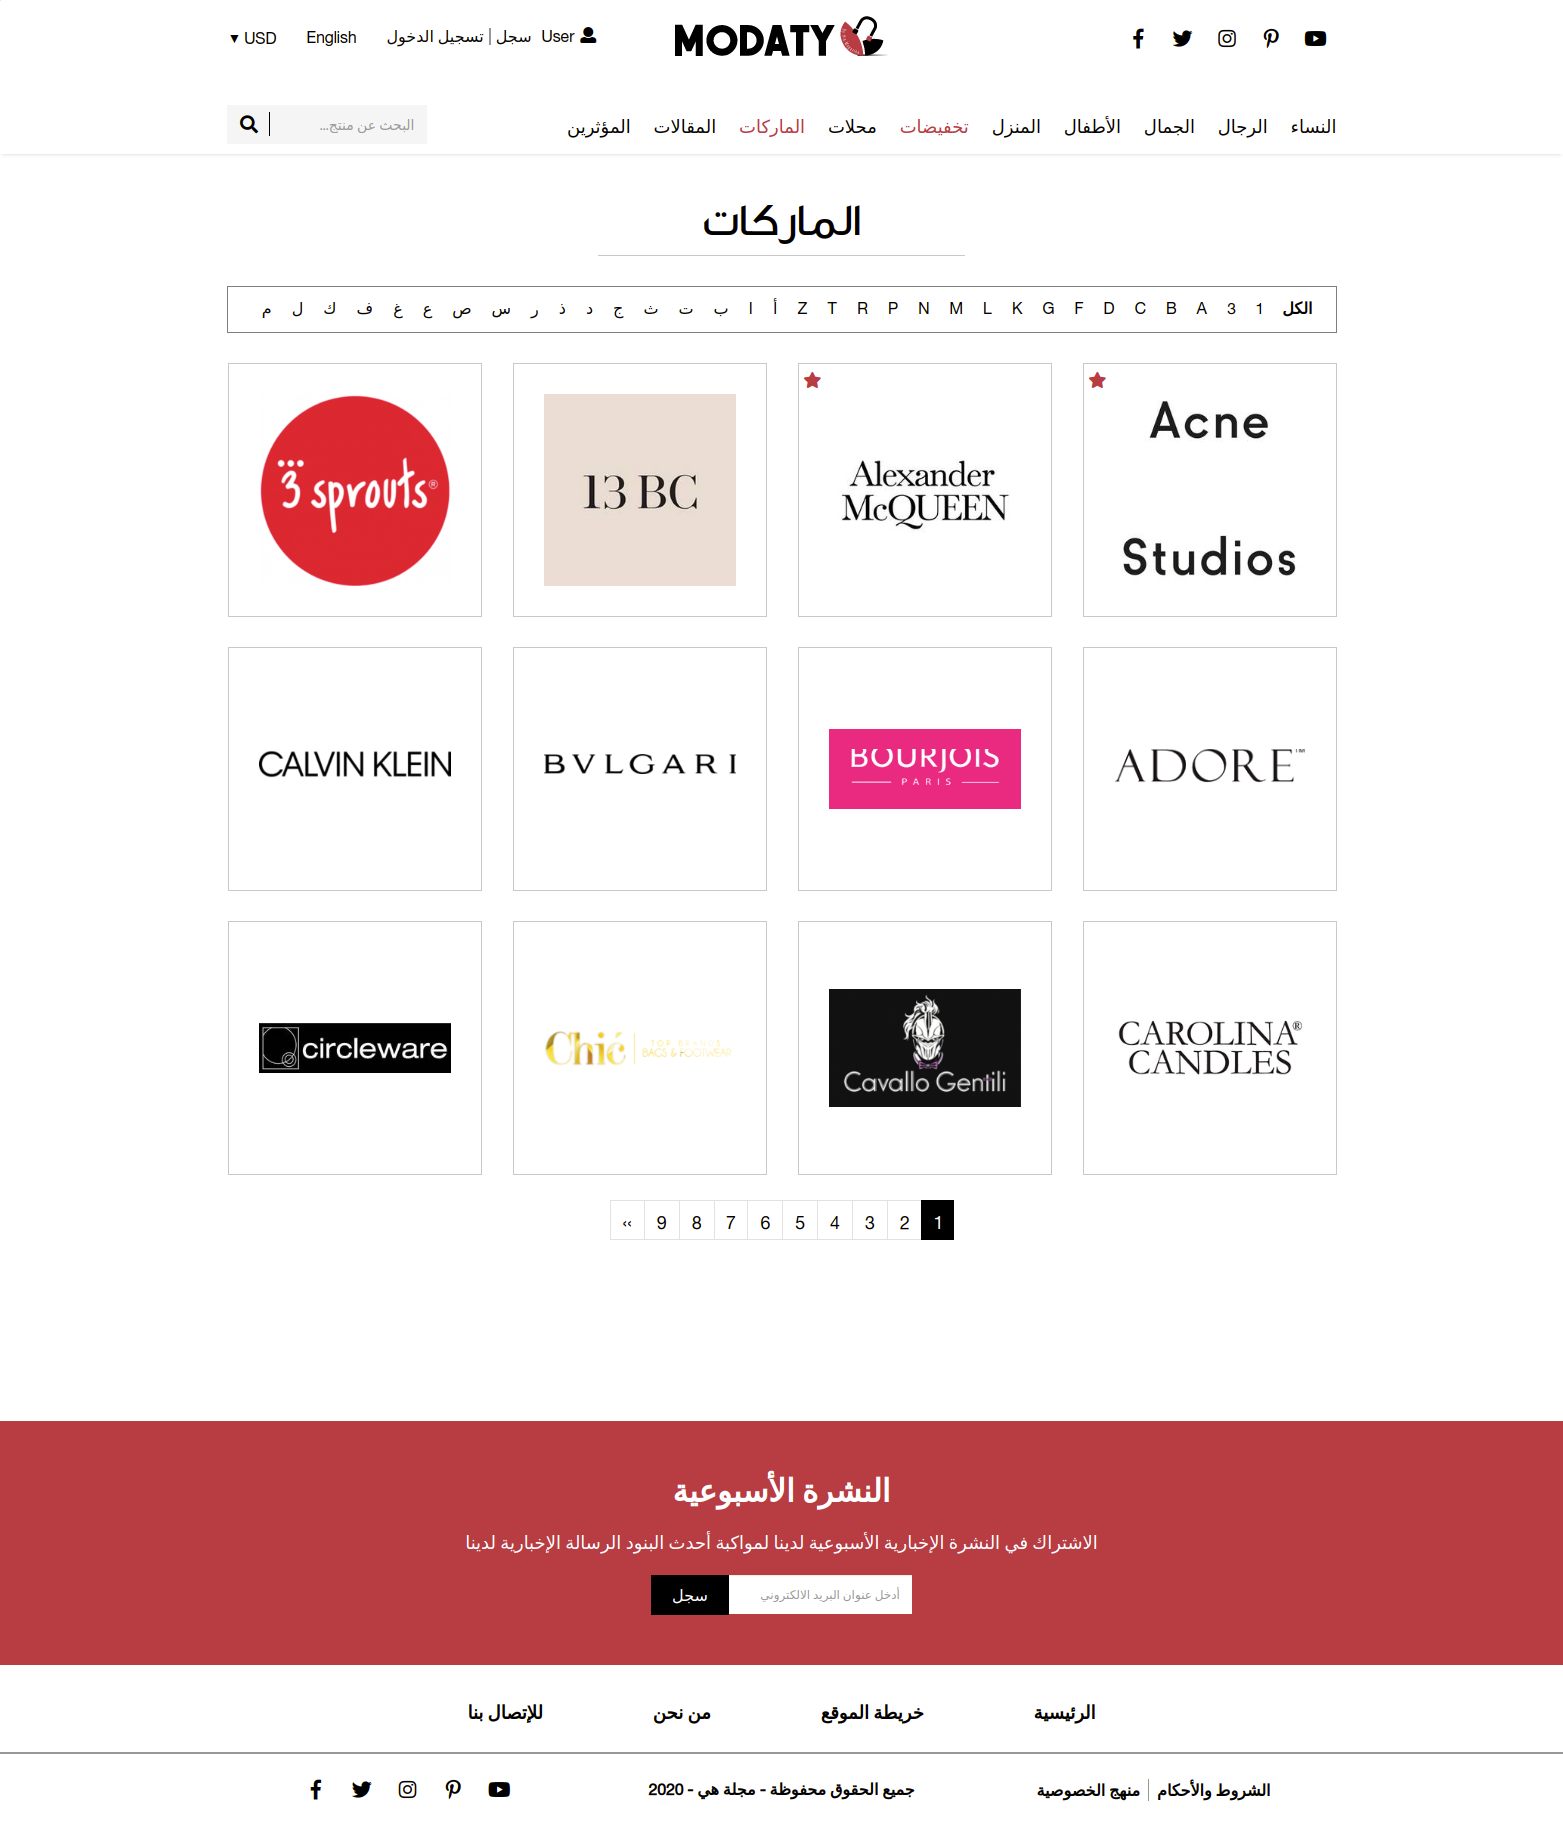 User سجل | تسجيل الدخول
English
USD ▼
MODATY
النساء الرجال الجمال الأطفال المنزل تخفيضات محلات الماركات المقالات المؤثرين
البحث عن منتج...
الماركات
الكل 1 3 A B C D F G K L M N P R T Z أ ا ب ت ث ج د ذ ر س ص ع غ ف ك ل م
Acne
Studios
Alexander
McQUEEN
13 BC
3 sprouts®
ADORE™
BOURJOIS
PARIS
BVLGARI
CALVIN KLEIN
CAROLINA®
CANDLES
Cavallo Gentili
Chić
TOP BRANDS
BAGS & FOOTWEAR
circleware
1 2 3 4 5 6 7 8 9 ››
النشرة الأسبوعية
الاشتراك في النشرة الإخبارية الأسبوعية لدينا لمواكبة أحدث البنود الرسالة الإخبارية لدينا
أدخل عنوان البريد الالكتروني
سجل
الرئيسية خريطة الموقع من نحن للإتصال بنا
الشروط والأحكام | منهج الخصوصية
جميع الحقوق محفوظة - مجلة هي - 2020